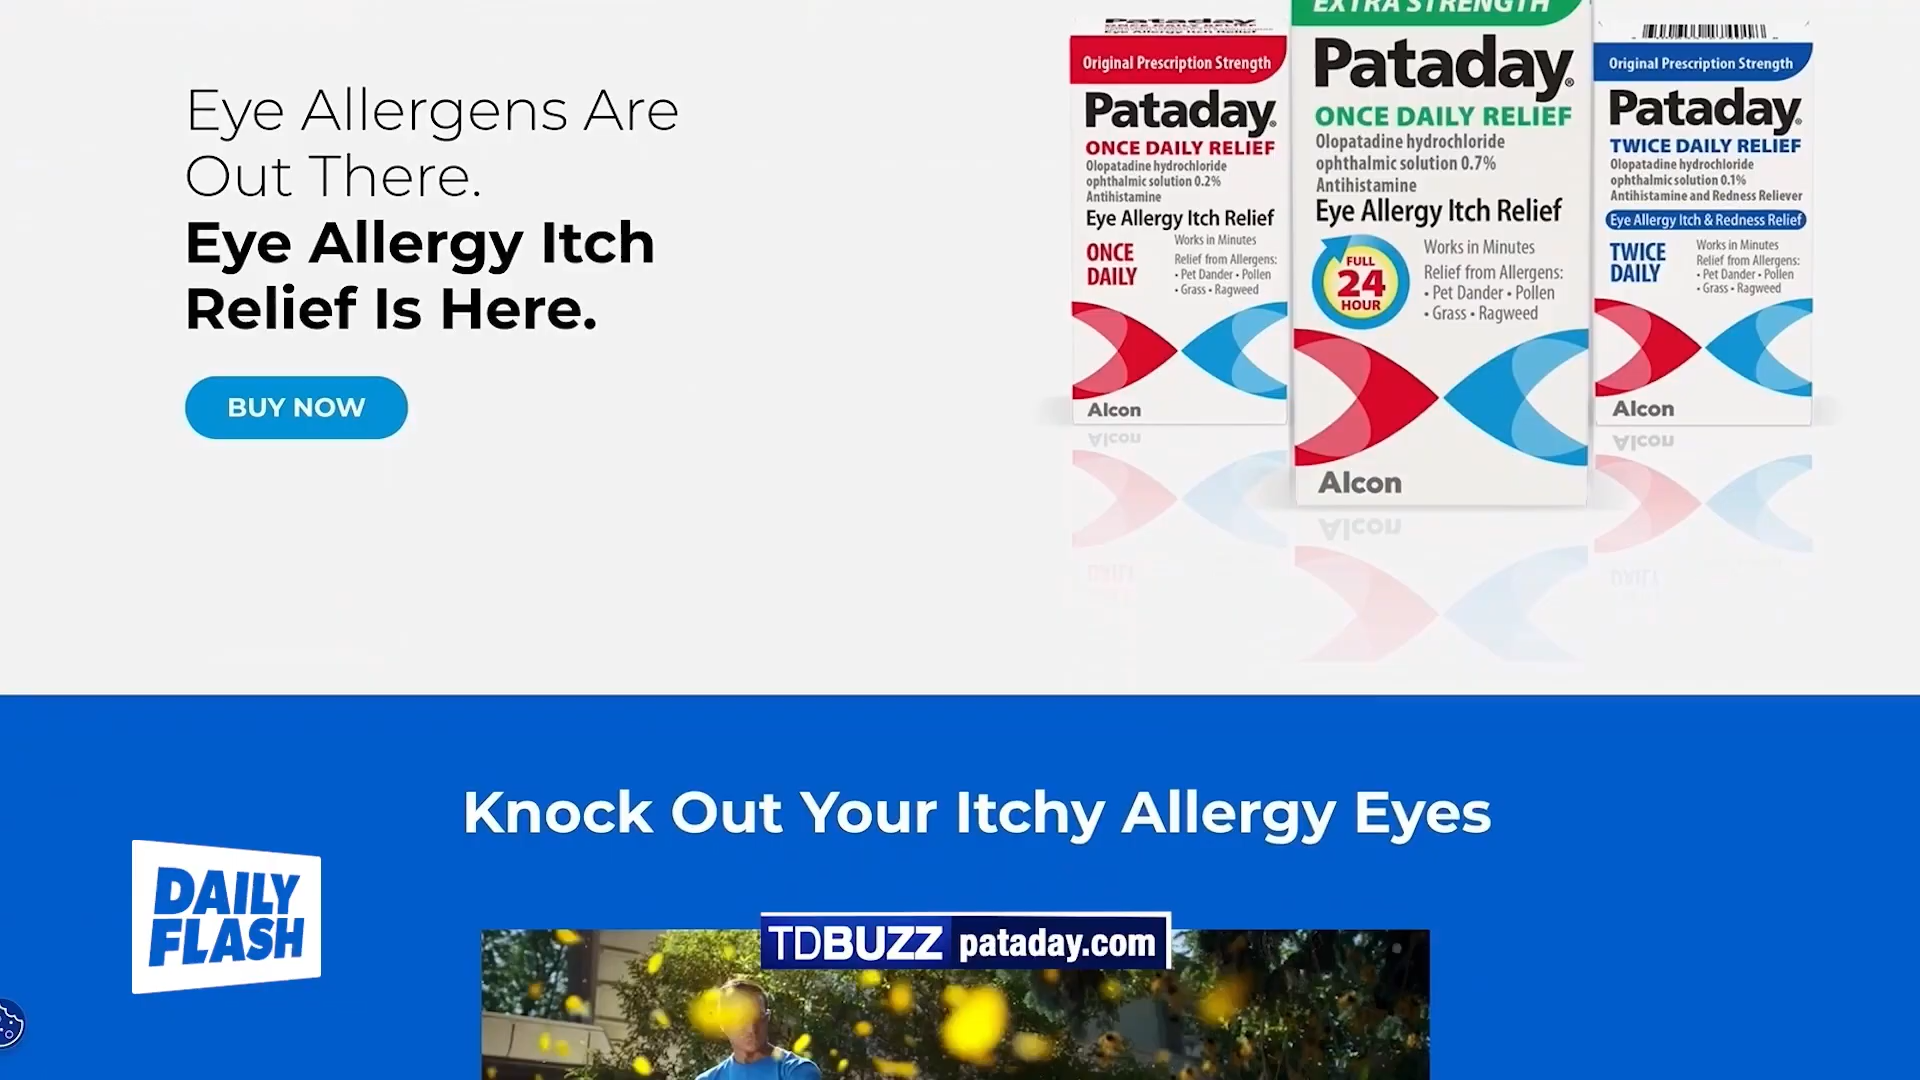 Eye Allergens Are
Out There.
Eye Allergy Itch
Relief Is Here.
BUY NOW
Pataday
Original Prescription Strength
Pataday®
ONCE DAILY RELIEF
Olopatadine hydrochloride
ophthalmic solution 0.2%
Antihistamine
Eye Allergy Itch Relief
ONCE
DAILY
Works in Minutes
Relief from Allergens:
• Pet Dander • Pollen
• Grass • Ragweed
Alcon
EXTRA STRENGTH
Pataday®
ONCE DAILY RELIEF
Olopatadine hydrochloride
ophthalmic solution 0.7%
Antihistamine
Eye Allergy Itch Relief
FULL
24
HOUR
Works in Minutes
Relief from Allergens:
• Pet Dander • Pollen
• Grass • Ragweed
Alcon
Original Prescription Strength
Pataday®
TWICE DAILY RELIEF
Olopatadine hydrochloride
ophthalmic solution 0.1%
Antihistamine and Redness Reliever
Eye Allergy Itch & Redness Relief
TWICE
DAILY
Works in Minutes
Relief from Allergens:
• Pet Dander • Pollen
• Grass • Ragweed
Alcon
Knock Out Your Itchy Allergy Eyes
DAILY
FLASH
TDBUZZ pataday.com